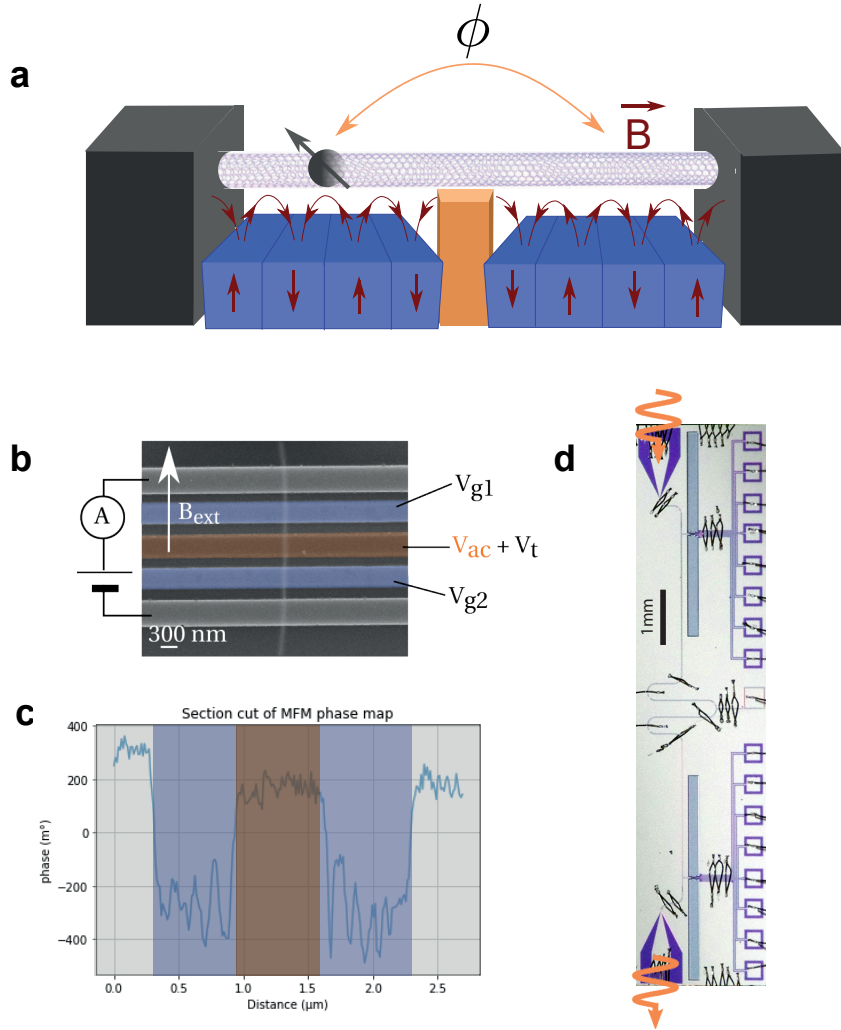 a
ϕ
B
b
A
B_ext
V_g1
V_ac + V_t
V_g2
300 nm
c
Section cut of MFM phase map
400
200
0
−200
−400
phase (m°)
0.0 0.5 1.0 1.5 2.0 2.5
Distance (μm)
d
1mm